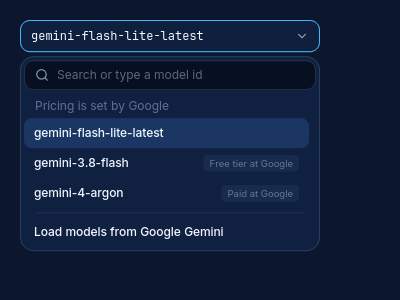 gemini-flash-lite-latest
Search or type a model id
Pricing is set by Google
gemini-flash-lite-latest
gemini-3.8-flash Free tier at Google
gemini-4-argon Paid at Google
Load models from Google Gemini